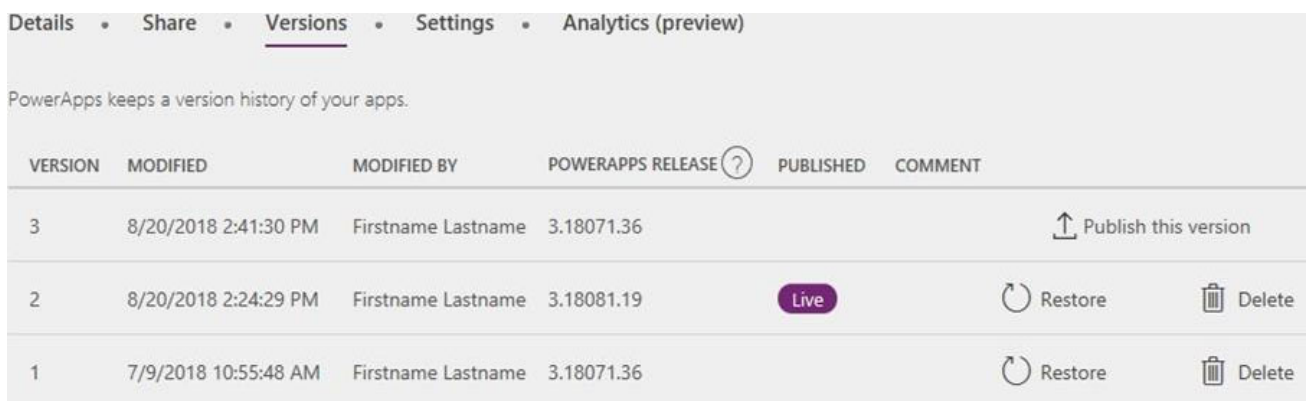 Details • Share • Versions • Settings • Analytics (preview)
PowerApps keeps a version history of your apps.
VERSION MODIFIED MODIFIED BY POWERAPPS RELEASE ? PUBLISHED COMMENT
3 8/20/2018 2:41:30 PM Firstname Lastname 3.18071.36 Publish this version
2 8/20/2018 2:24:29 PM Firstname Lastname 3.18081.19 Live Restore Delete
1 7/9/2018 10:55:48 AM Firstname Lastname 3.18071.36 Restore Delete